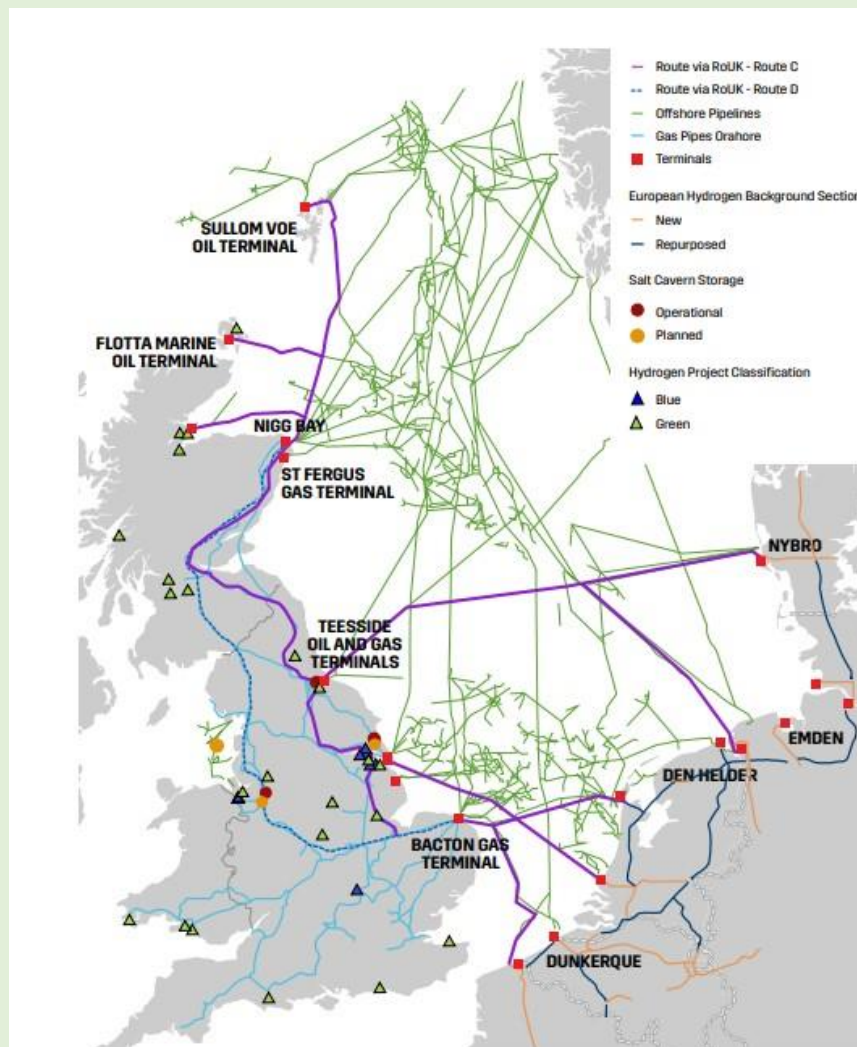 Route via RoUK - Route C
Route via RoUK - Route D
Offshore Pipelines
Gas Pipes Orahore
Terminals
European Hydrogen Background Section
New
Repurposed
Salt Cavern Storage
Operational
Planned
Hydrogen Project Classification
Blue
Green
SULLOM VOE
OIL TERMINAL
FLOTTA MARINE
OIL TERMINAL
NIGG BAY
ST FERGUS
GAS TERMINAL
NYBRO
TEESSIDE
OIL AND GAS
TERMINALS
EMDEN
DEN HELDER
BACTON GAS
TERMINAL
DUNKERQUE